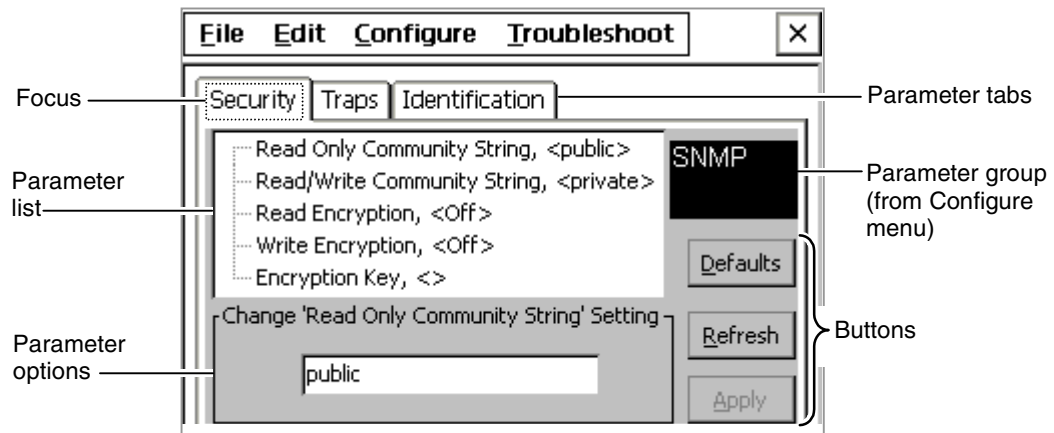 File Edit Configure Troubleshoot ×
Focus
Security Traps Identification
Parameter tabs
Parameter
list
Read Only Community String, <public>
Read/Write Community String, <private>
Read Encryption, <Off>
Write Encryption, <Off>
Encryption Key, <>
SNMP
Parameter group
(from Configure
menu)
Defaults
Refresh
Apply
Buttons
Change 'Read Only Community String' Setting
Parameter
options
public